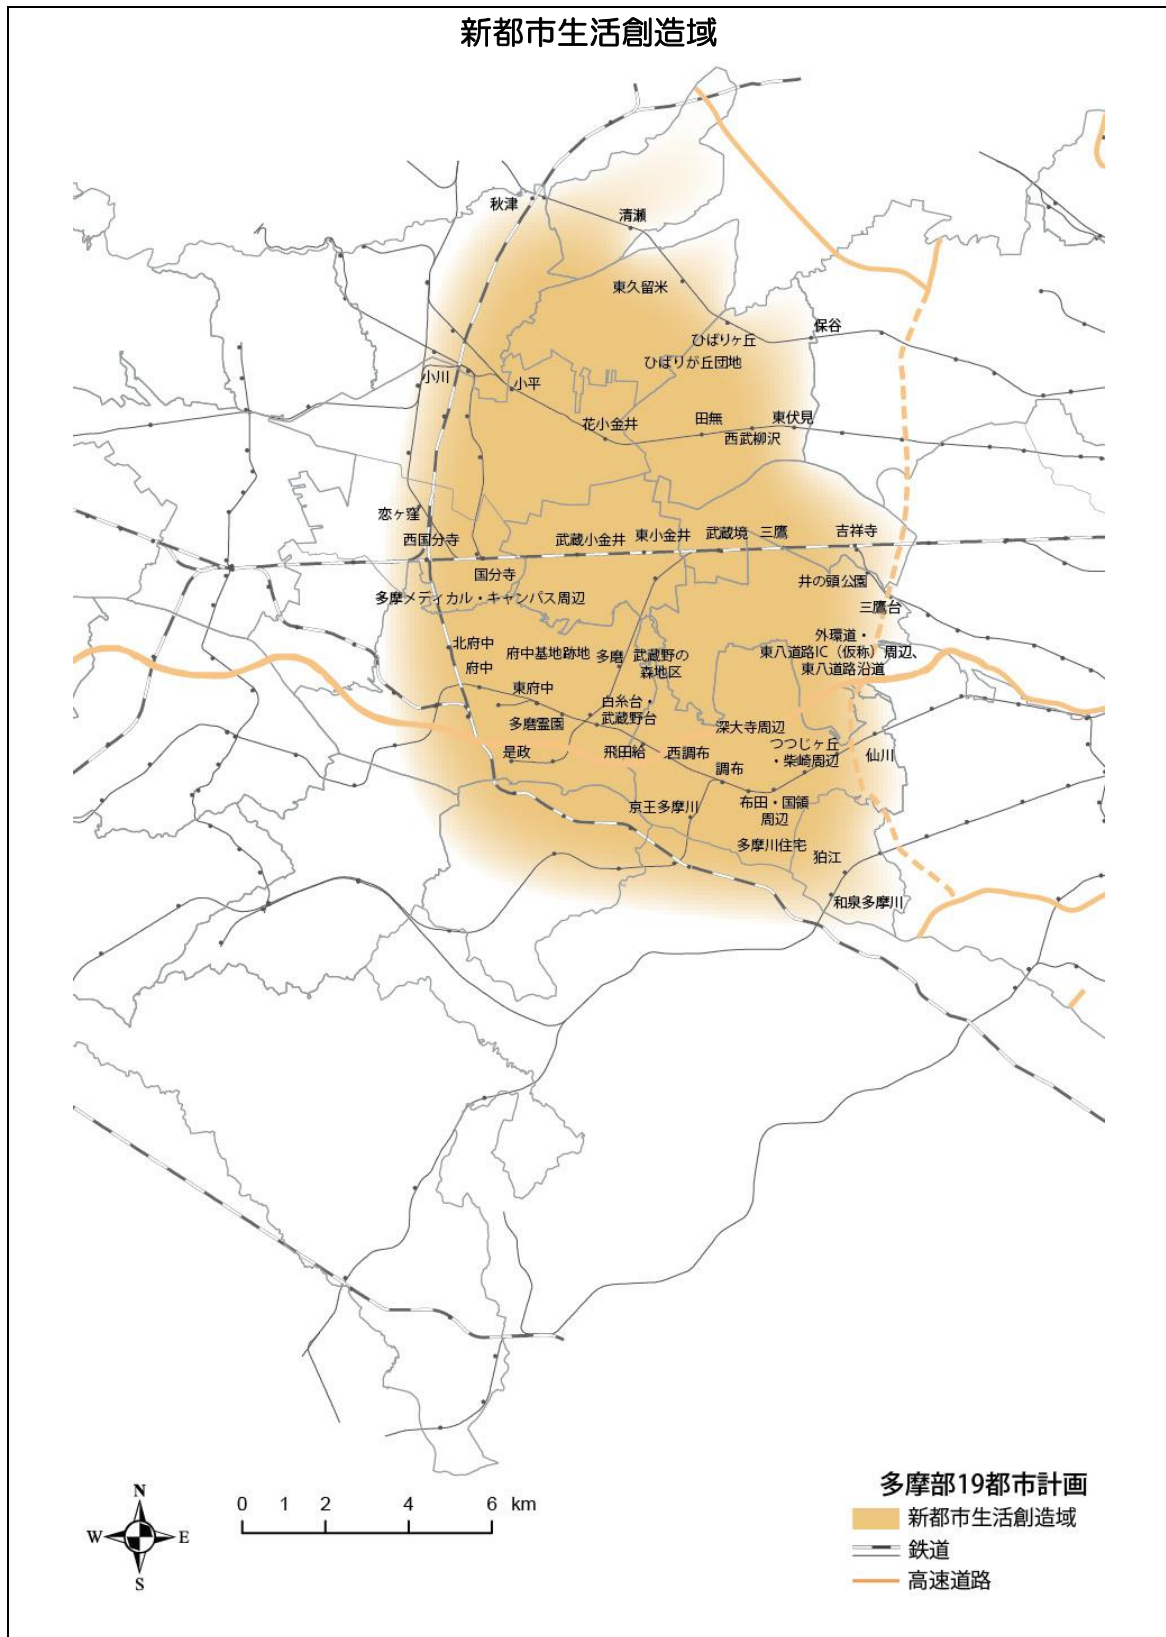 新都市生活創造域
秋津
清瀬
東久留米
保谷
ひばりヶ丘
ひばりが丘団地
小川
小平
花小金井
田無
東伏見
西武柳沢
恋ヶ窪
西国分寺
武蔵小金井
東小金井
武蔵境
三鷹
吉祥寺
国分寺
井の頭公園
多摩メディカル・キャンパス周辺
三鷹台
外環道・
東八道路IC（仮称）周辺、
東八道路沿道
北府中
府中基地跡地
多磨
武蔵野の
森地区
府中
東府中
白糸台・
武蔵野台
多磨霊園
深大寺周辺
是政
飛田給
西調布
つつじヶ丘
・柴崎周辺
仙川
調布
京王多摩川
布田・国領
周辺
多摩川住宅
狛江
和泉多摩川
N
W
E
S
0 1 2 4 6 km
多摩部19都市計画
新都市生活創造域
鉄道
高速道路